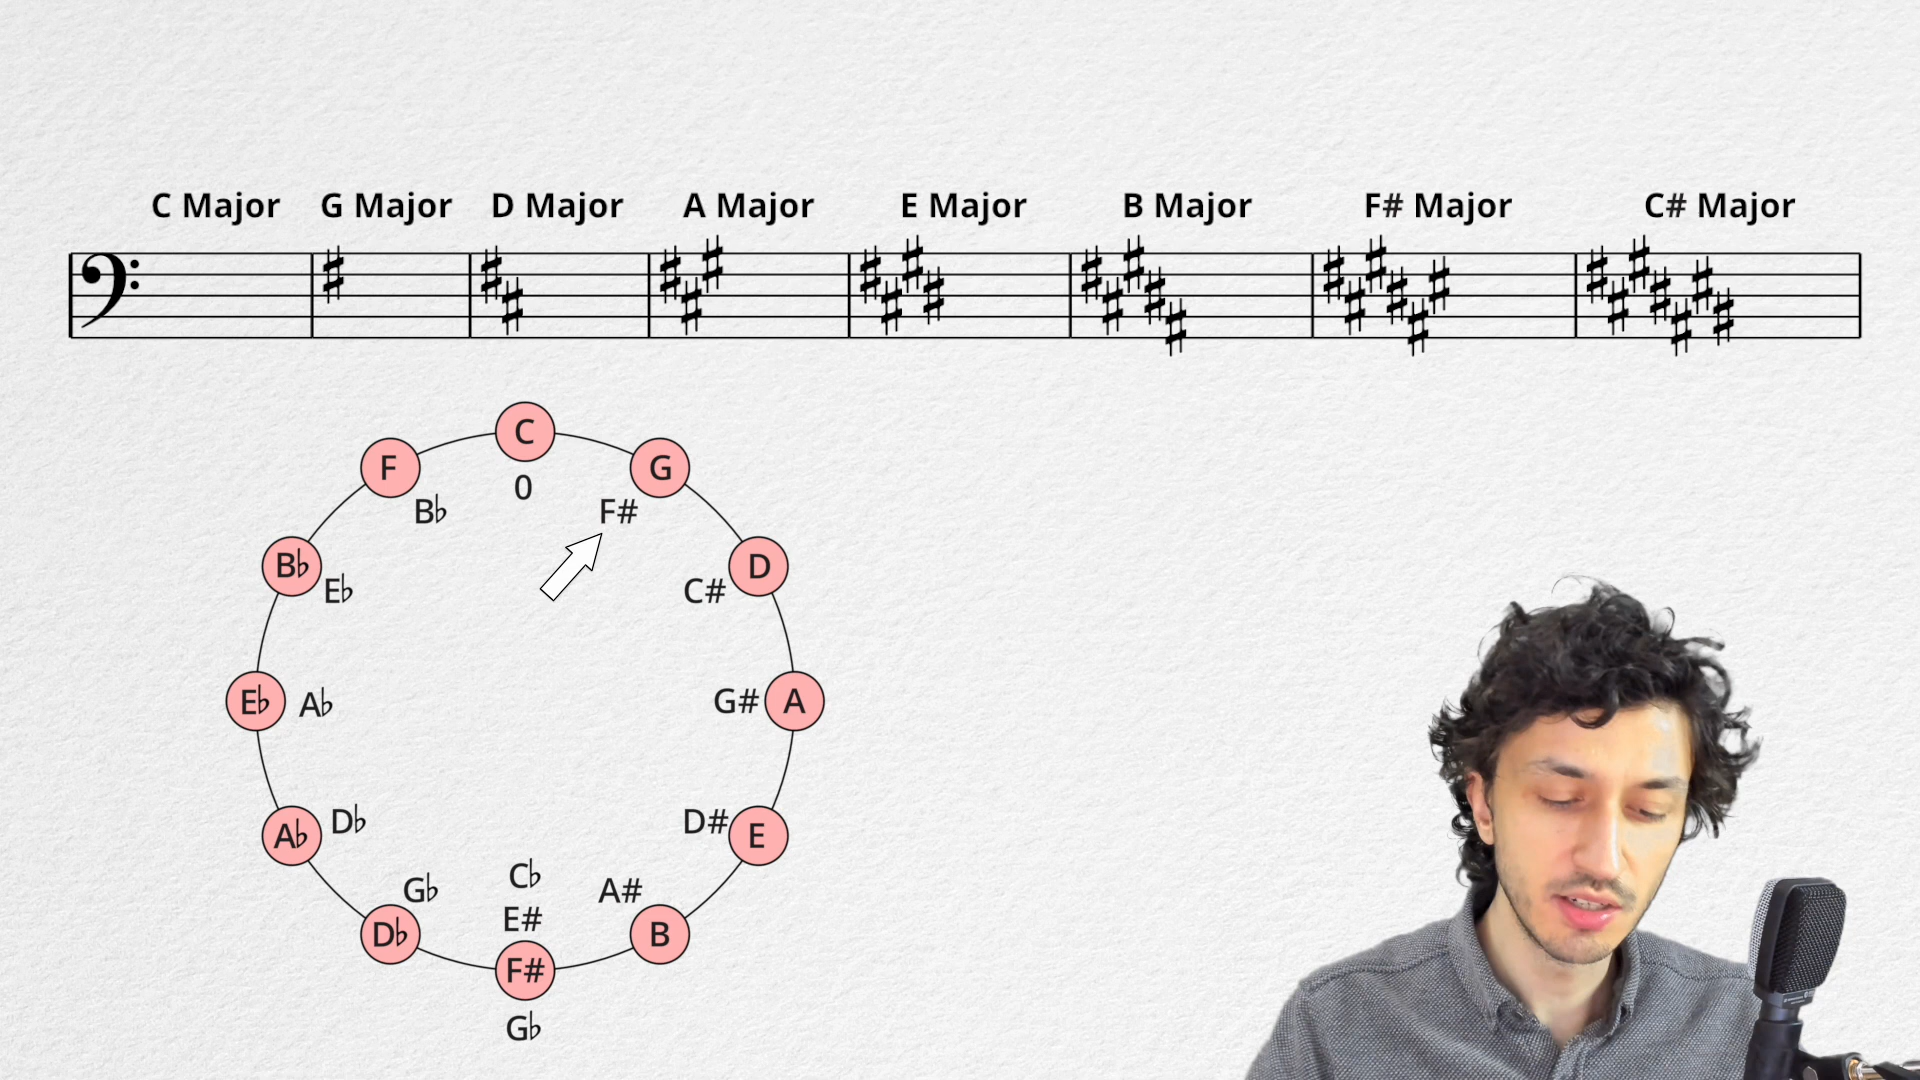 C Major G Major D Major A Major E Major B Major F# Major C# Major
C
F G
0
B♭ F#
B♭ D
E♭ C#
E♭ A♭ G# A
D♭ D#
A♭ E
C♭
G♭ A#
E#
D♭ B
F#
G♭